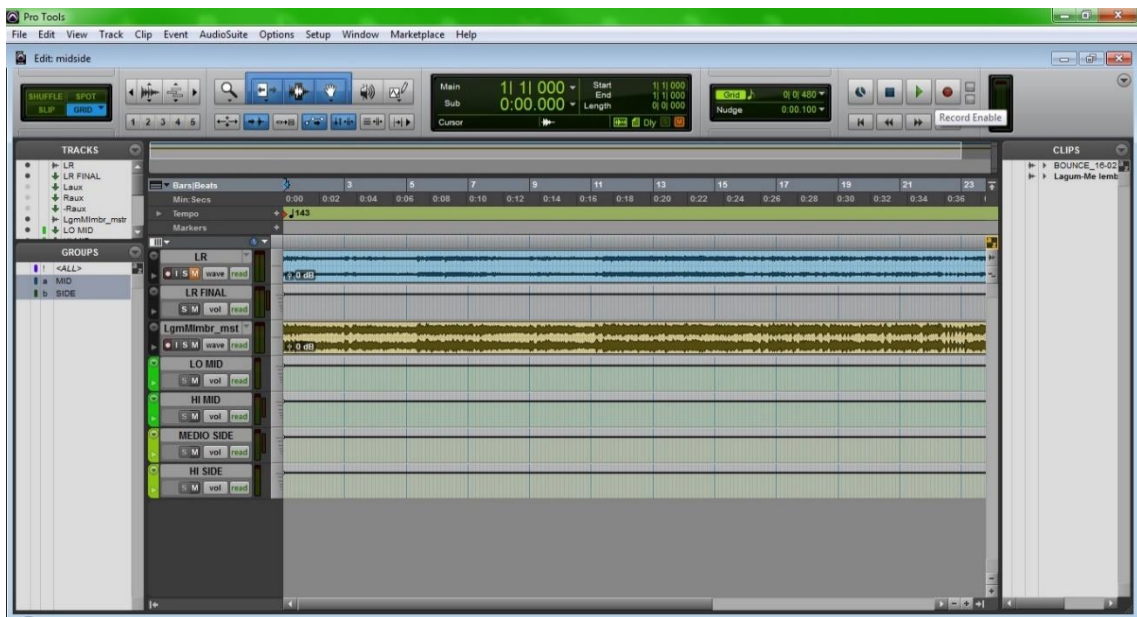 Pro Tools
File Edit View Track Clip Event AudioSuite Options Setup Window Marketplace Help
Edit: midside
SHUFFLE SPOT
SLIP GRID
1 2 3 4 5
Main 1| 1| 000
Sub 0:00.000
Cursor
Start 1| 1| 000
End 1| 1| 000
Length 0| 0| 000
Dly
Grid 0| 0| 480
Nudge 0:00.100
Record Enable
TRACKS
LR
LR FINAL
Laux
Raux
-Raux
LgmMlmbr_mstr
LO MID
GROUPS
! <ALL>
a MID
b SIDE
Bars|Beats 3 5 7 9 11 13 15 17 19 21 23
Min:Secs 0:00 0:02 0:04 0:06 0:08 0:10 0:12 0:14 0:16 0:18 0:20 0:22 0:24 0:26 0:28 0:30 0:32 0:34 0:36
Tempo 143
Markers
LR
I S M wave read
0 dB
LR FINAL
S M vol read
LgmMlmbr_mst
I S M wave read
0 dB
LO MID
S M vol read
HI MID
S M vol read
MEDIO SIDE
S M vol read
HI SIDE
S M vol read
CLIPS
BOUNCE_16-02
Lagum-Me lemb